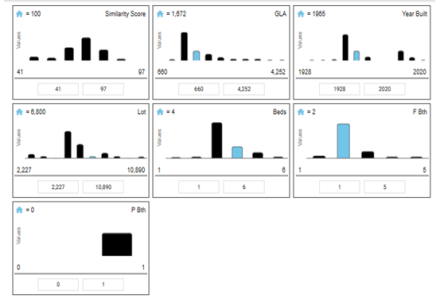 = 100 Similarity Score
Values
41 97
41 97
= 1,672 GLA
Values
660 4,252
660 4,252
= 1965 Year Built
Values
1928 2020
1928 2020
= 6,800 Lot
Values
2,227 10,890
2,227 10,890
= 4 Beds
Values
1 6
1 6
= 2 F Bth
Values
1 5
1 5
= 0 P Bth
Values
0 1
0 1